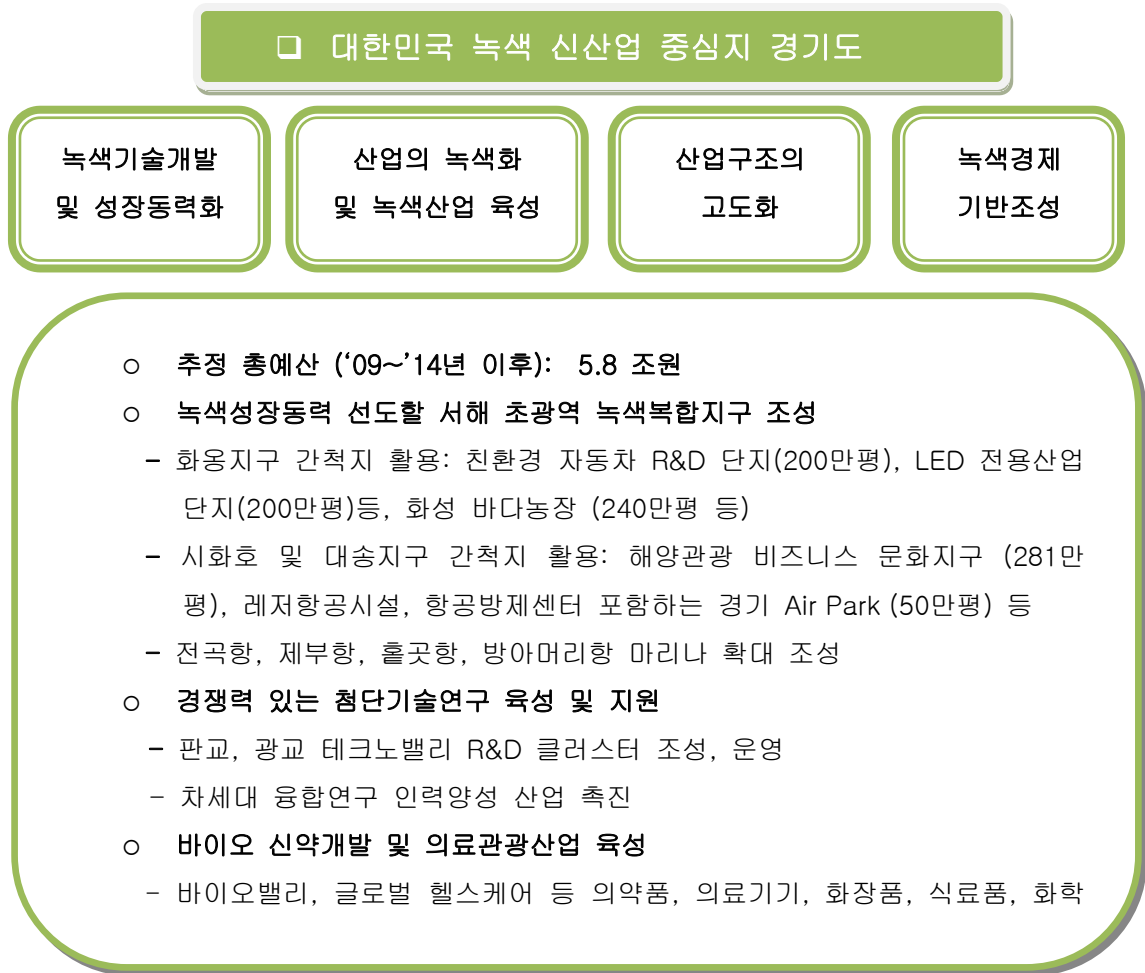 ❑ 대한민국 녹색 신산업 중심지 경기도
녹색기술개발
및 성장동력화
산업의 녹색화
및 녹색산업 육성
산업구조의
고도화
녹색경제
기반조성
○ 추정 총예산 (‘09~’14년 이후): 5.8 조원
○ 녹색성장동력 선도할 서해 초광역 녹색복합지구 조성
- 화옹지구 간척지 활용: 친환경 자동차 R&D 단지(200만평), LED 전용산업
단지(200만평)등, 화성 바다농장 (240만평 등)
- 시화호 및 대송지구 간척지 활용: 해양관광 비즈니스 문화지구 (281만
평), 레저항공시설, 항공방제센터 포함하는 경기 Air Park (50만평) 등
- 전곡항, 제부항, 홑곳항, 방아머리항 마리나 확대 조성
○ 경쟁력 있는 첨단기술연구 육성 및 지원
- 판교, 광교 테크노밸리 R&D 클러스터 조성, 운영
- 차세대 융합연구 인력양성 산업 촉진
○ 바이오 신약개발 및 의료관광산업 육성
- 바이오밸리, 글로벌 헬스케어 등 의약품, 의료기기, 화장품, 식료품, 화학